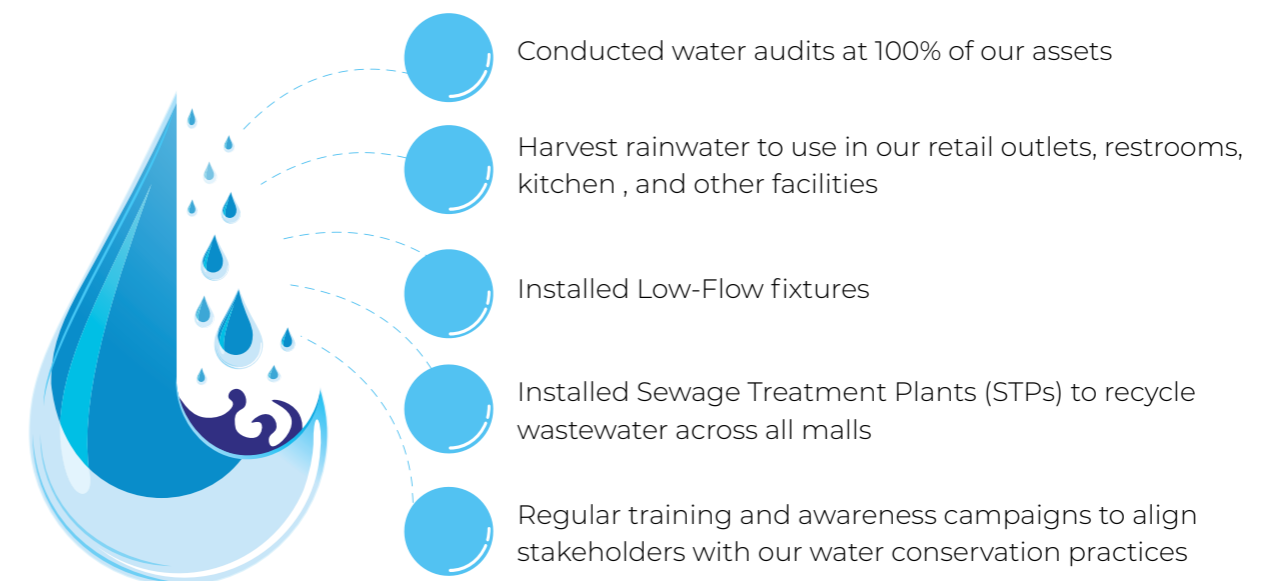 Conducted water audits at 100% of our assets
Harvest rainwater to use in our retail outlets, restrooms,
kitchen , and other facilities
Installed Low-Flow fixtures
Installed Sewage Treatment Plants (STPs) to recycle
wastewater across all malls
Regular training and awareness campaigns to align
stakeholders with our water conservation practices